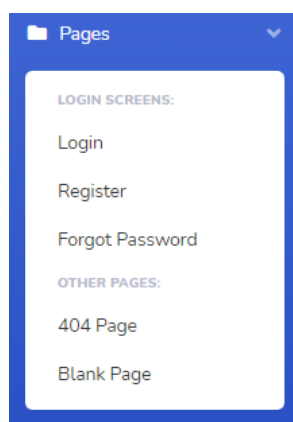 Pages
LOGIN SCREENS:
Login
Register
Forgot Password
OTHER PAGES:
404 Page
Blank Page